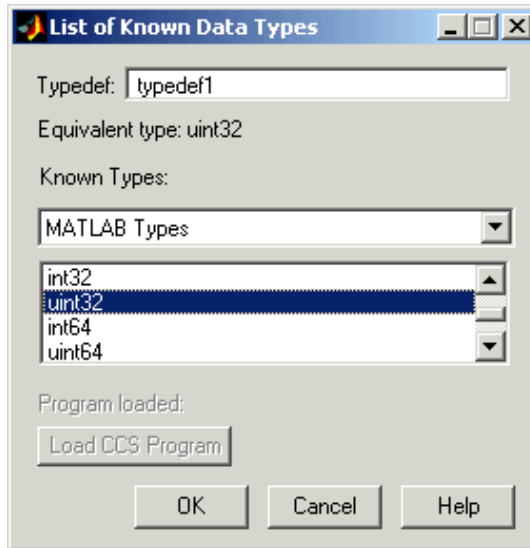 List of Known Data Types
Typedef: typedef1
Equivalent type: uint32
Known Types:
MATLAB Types
int32
uint32
int64
uint64
Program loaded:
Load CCS Program
OK Cancel Help